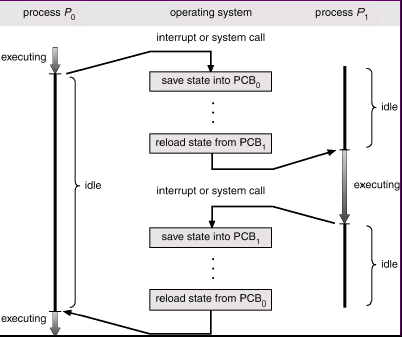 process P0 operating system process P1
interrupt or system call
executing
save state into PCB0
idle
reload state from PCB1
idle
interrupt or system call
executing
save state into PCB1
idle
reload state from PCB0
executing